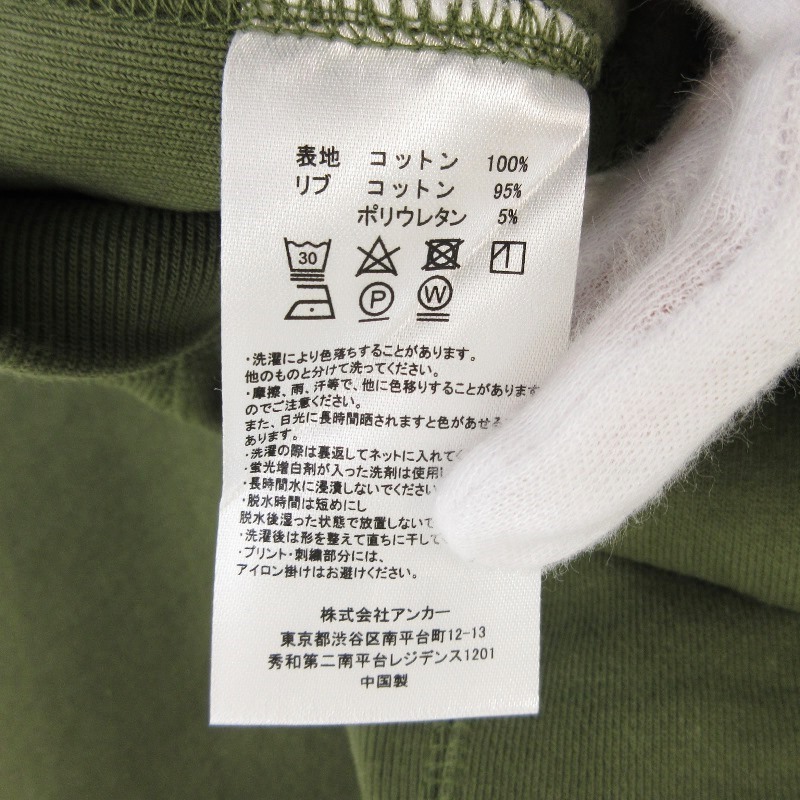 表地 コットン 100%
リブ コットン 95%
ポリウレタン 5%
30
P W
・洗濯により色落ちすることがあります。
他のものと分けて洗ってください。
・摩擦、雨、汗等で、他に色移りすることがあります
のでご注意ください。
また、日光に長時間晒されますと色があせる
あります。
・洗濯の際は裏返してネットに入れて
・蛍光増白剤が入った洗剤は使用
・長時間水に浸漬しないでください
・脱水時間は短めにし
脱水後湿った状態で放置しないで
・洗濯後は形を整えて直ちに干して
・プリント・刺繍部分には、
アイロン掛けはお避けください。
株式会社アンカー
東京都渋谷区南平台町12-13
秀和第二南平台レジデンス1201
中国製